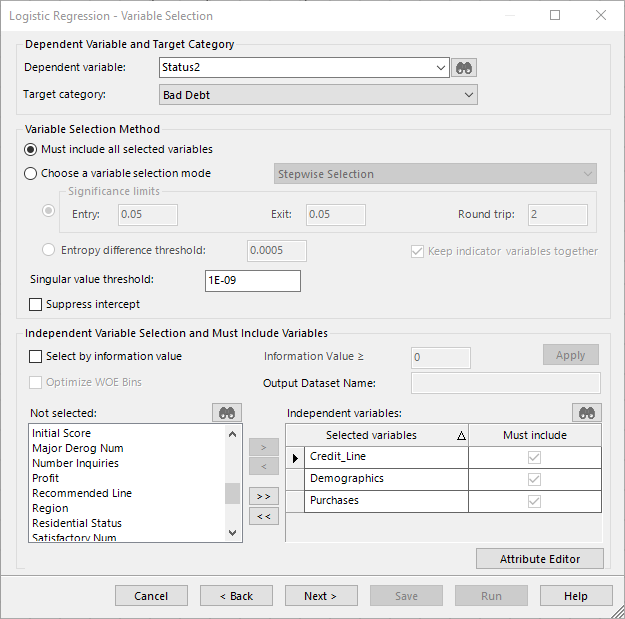 Logistic Regression - Variable Selection
Dependent Variable and Target Category
Dependent variable: Status2
Target category: Bad Debt
Variable Selection Method
Must include all selected variables
Choose a variable selection mode Stepwise Selection
Significance limits
Entry: 0.05 Exit: 0.05 Round trip: 2
Entropy difference threshold: 0.0005 Keep indicator variables together
Singular value threshold: 1E-09
Suppress intercept
Independent Variable Selection and Must Include Variables
Select by information value Information Value ≥ 0 Apply
Optimize WOE Bins Output Dataset Name:
Not selected: Independent variables:
Initial Score
Major Derog Num
Number Inquiries
Profit
Recommended Line
Region
Residential Status
Satisfactory Num
>
<
>>
<<
Selected variables Must include
Credit_Line
Demographics
Purchases
Attribute Editor
Cancel < Back Next > Save Run Help